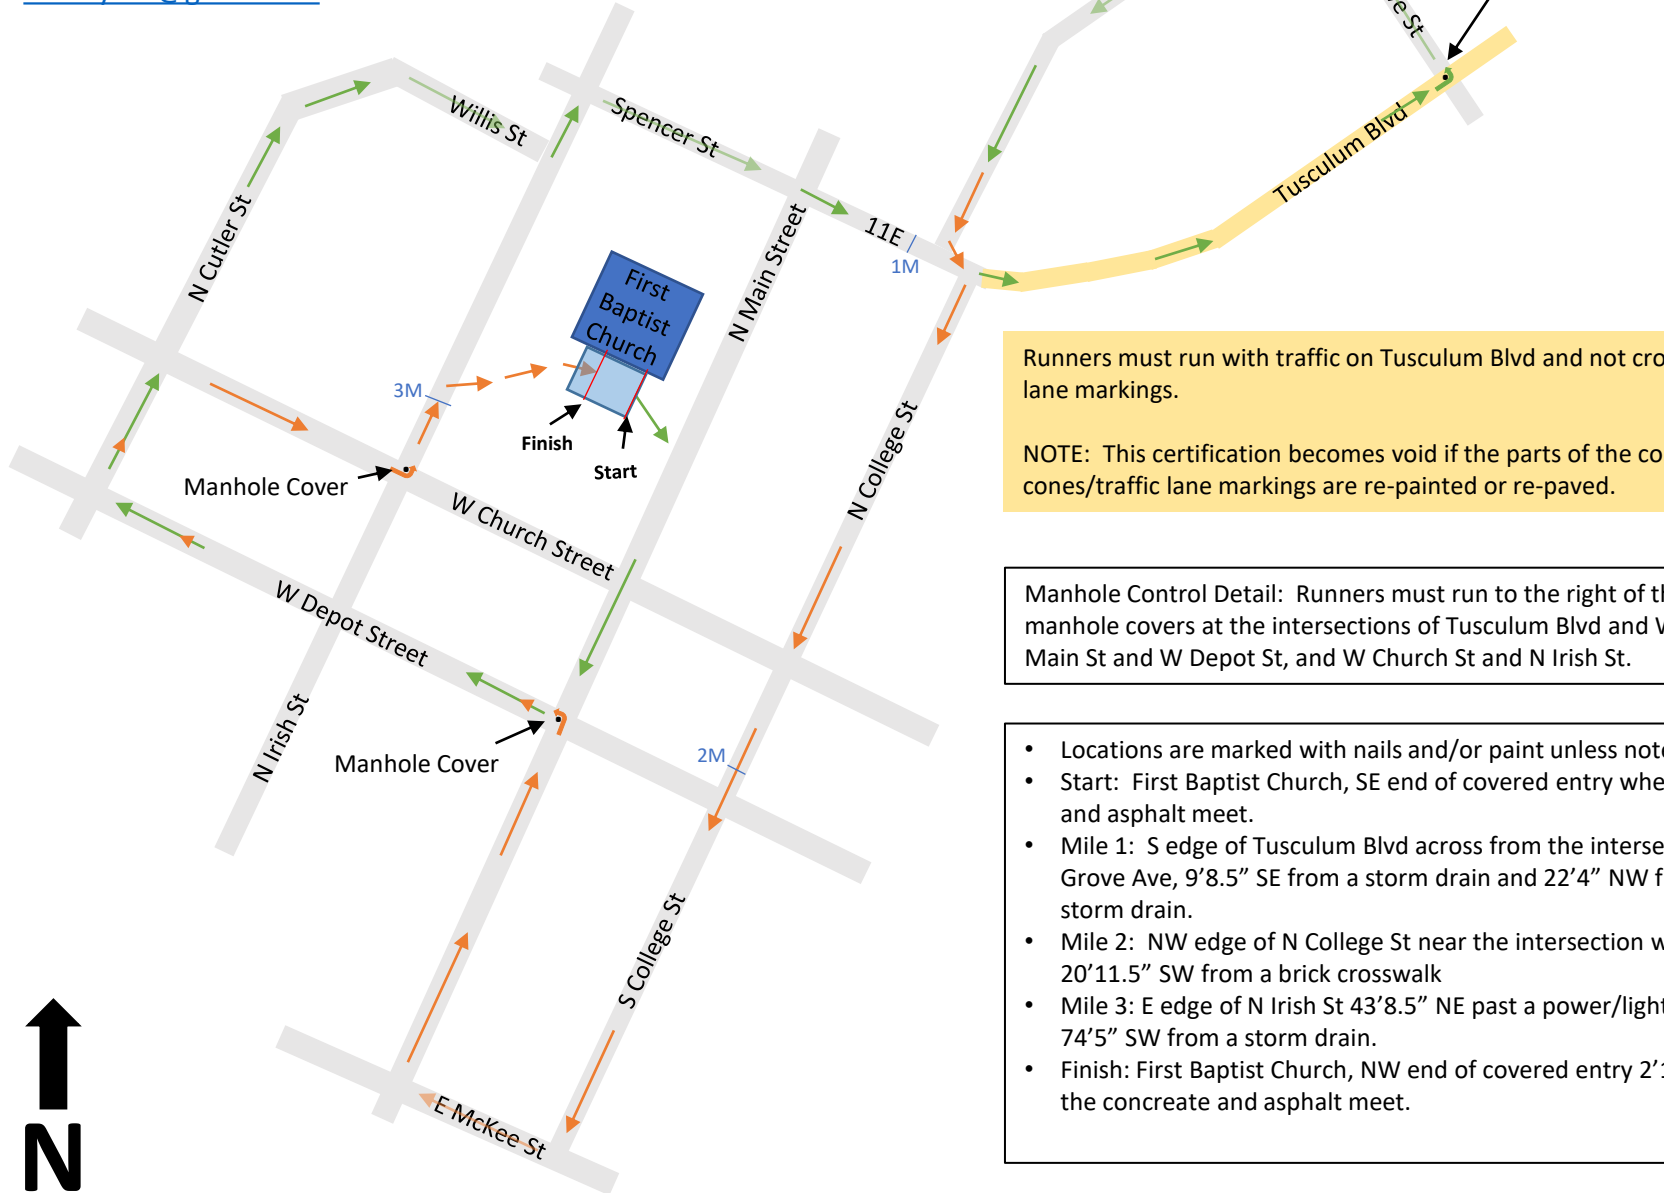 Willis St
Spencer St
Tusculum Blvd
N Cutler St
11E
1M
N Main Street
First
Baptist
Church
3M
Finish
Start
Manhole Cover
N College St
W Church Street
W Depot Street
N Irish St
Manhole Cover
2M
S College St
E McKee St
N
Runners must run with traffic on Tusculum Blvd and not
lane markings.
NOTE: This certification becomes void if the parts of the
cones/traffic lane markings are re-painted or re-paved.
Manhole Control Detail: Runners must run to the right of
manhole covers at the intersections of Tusculum Blvd and
Main St and W Depot St, and W Church St and N Irish St.
• Locations are marked with nails and/or paint unless
• Start: First Baptist Church, SE end of covered entry
and asphalt meet.
• Mile 1: S edge of Tusculum Blvd across from the
Grove Ave, 9’8.5” SE from a storm drain and 22’4” NW
storm drain.
• Mile 2: NW edge of N College St near the intersection
20’11.5” SW from a brick crosswalk
• Mile 3: E edge of N Irish St 43’8.5” NE past a
74’5” SW from a storm drain.
• Finish: First Baptist Church, NW end of covered entry
the concreate and asphalt meet.